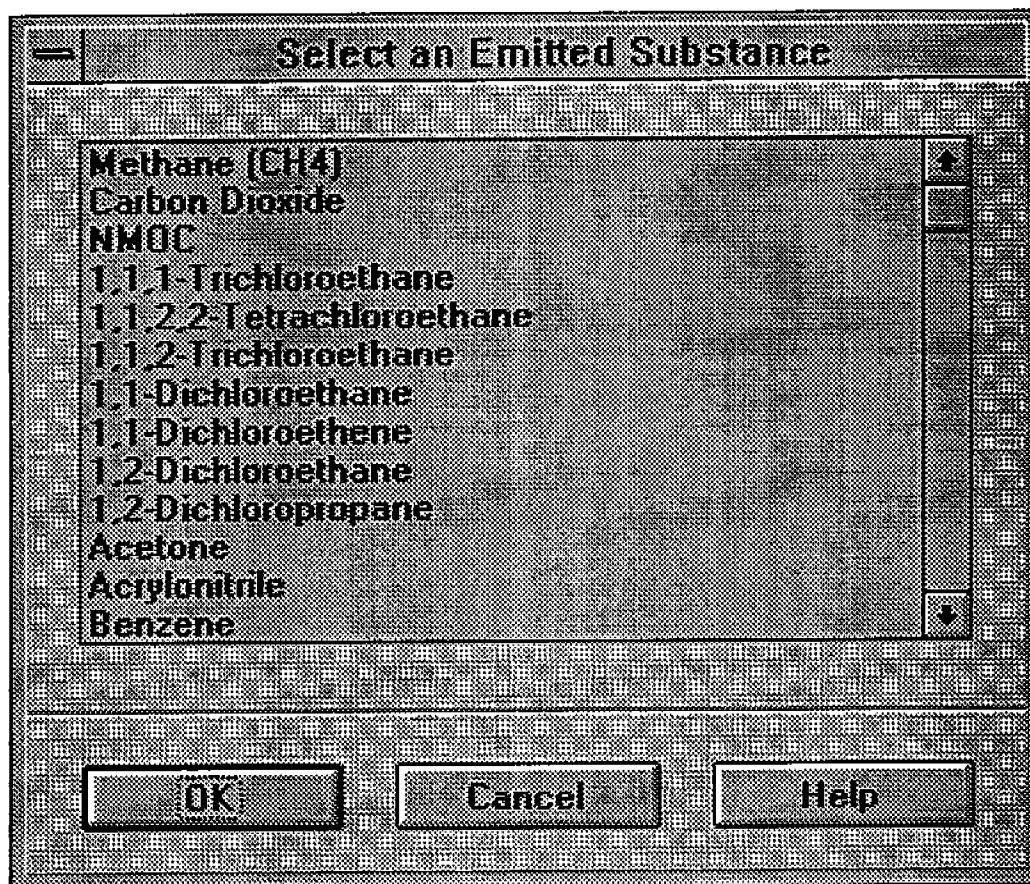 Select an Emitted Substance
Methane (CH4)
Carbon Dioxide
NMOC
1,1,1-Trichloroethane
1,1,2,2-Tetrachloroethane
1,1,2-Trichloroethane
1,1-Dichloroethane
1,1-Dichloroethene
1,2-Dichloroethane
1,2-Dichloropropane
Acetone
Acrylonitrile
Benzene
OK Cancel Help